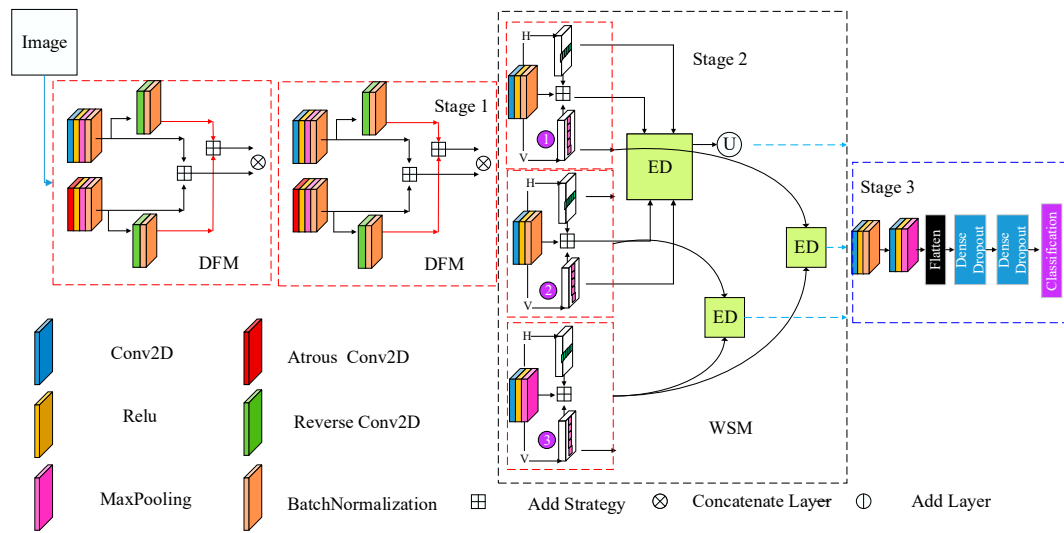 Image
DFM
Stage 1
DFM
H
1
V
H
2
V
H
3
V
Stage 2
ED
U
ED
ED
WSM
Stage 3
Flatten
Dense
Dropout
Dense
Dropout
Classification
Conv2D
Atrous Conv2D
Relu
Reverse Conv2D
MaxPooling
BatchNormalization
Add Strategy
Concatenate Layer
Add Layer